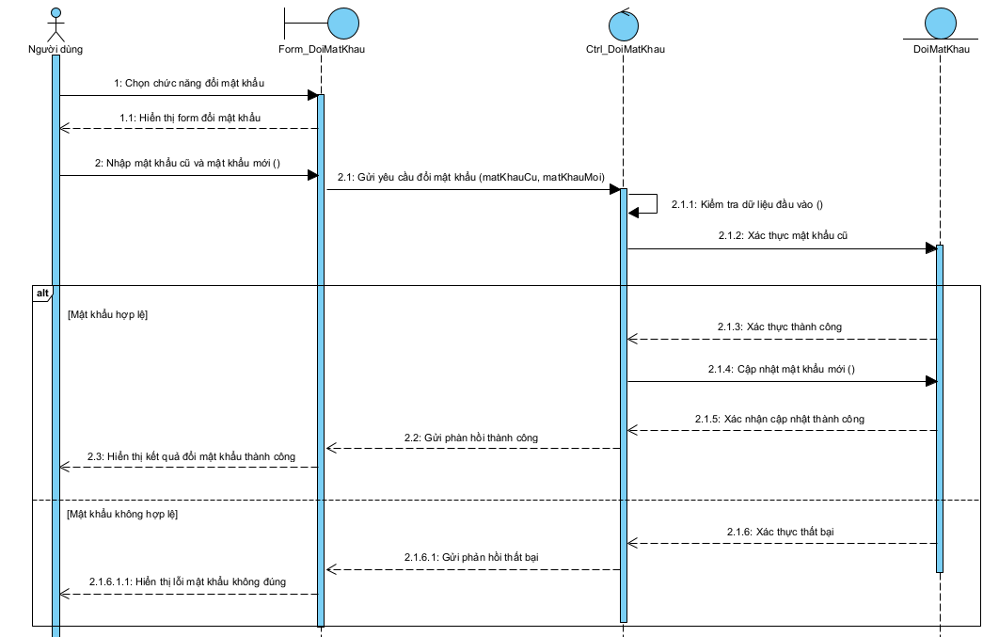 Người dùng
Form_DoiMatKhau
Ctrl_DoiMatKhau
DoiMatKhau
1: Chọn chức năng đổi mật khẩu
1.1: Hiển thị form đổi mật khẩu
2: Nhập mật khẩu cũ và mật khẩu mới ()
2.1: Gửi yêu cầu đổi mật khẩu (matKhauCu, matKhauMoi)
2.1.1: Kiểm tra dữ liệu đầu vào ()
2.1.2: Xác thực mật khẩu cũ
alt
[Mật khẩu hợp lệ]
2.1.3: Xác thực thành công
2.1.4: Cập nhật mật khẩu mới ()
2.1.5: Xác nhận cập nhật thành công
2.2: Gửi phản hồi thành công
2.3: Hiển thị kết quả đổi mật khẩu thành công
[Mật khẩu không hợp lệ]
2.1.6: Xác thực thất bại
2.1.6.1: Gửi phản hồi thất bại
2.1.6.1.1: Hiển thị lỗi mật khẩu không đúng